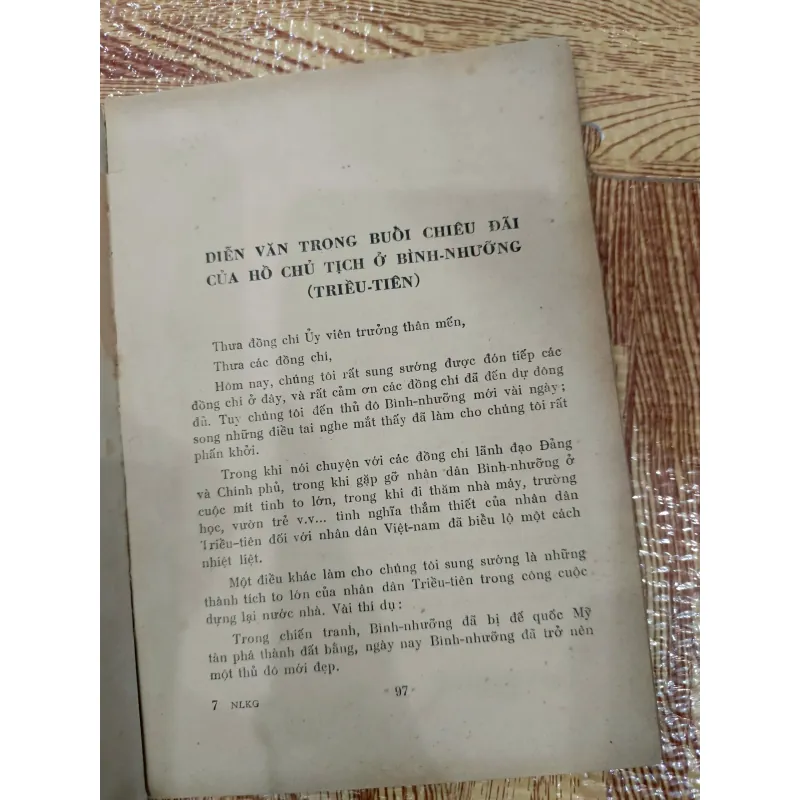 DIỄN VĂN TRONG BUỔI CHIÊU ĐÃI
CỦA HỒ CHỦ TỊCH Ở BÌNH-NHƯỠNG
(TRIỀU-TIÊN)
Thưa đồng chí Ủy viên trưởng thân mến,
Thưa các đồng chí,
Hôm nay, chúng tôi rất sung sướng được đón tiếp các
đồng chí ở đây, và rất cảm ơn các đồng chí đã đến dự đông
đủ. Tuy chúng tôi đến thủ đô Bình-nhưỡng mới vài ngày;
song những điều tai nghe mắt thấy đã làm cho chúng tôi rất
phấn khởi.
Trong khi nói chuyện với các đồng chí lãnh đạo Đảng
và Chính phủ, trong khi gặp gỡ nhân dân Bình-nhưỡng ở
cuộc mít tinh to lớn, trong khi đi thăm nhà máy, trường
học, vườn trẻ v.v... tình nghĩa thắm thiết của nhân dân
Triều-tiên đối với nhân dân Việt-nam đã biểu lộ một cách
nhiệt liệt.
Một điều khác làm cho chúng tôi sung sướng là những
thành tích to lớn của nhân dân Triều-tiên trong công cuộc
dựng lại nước nhà. Vài thí dụ:
Trong chiến tranh, Bình-nhưỡng đã bị đế quốc Mỹ
tàn phá thành đất bằng, ngày nay Bình-nhưỡng đã trở nên
một thủ đô mới đẹp.
97
7 NLKG